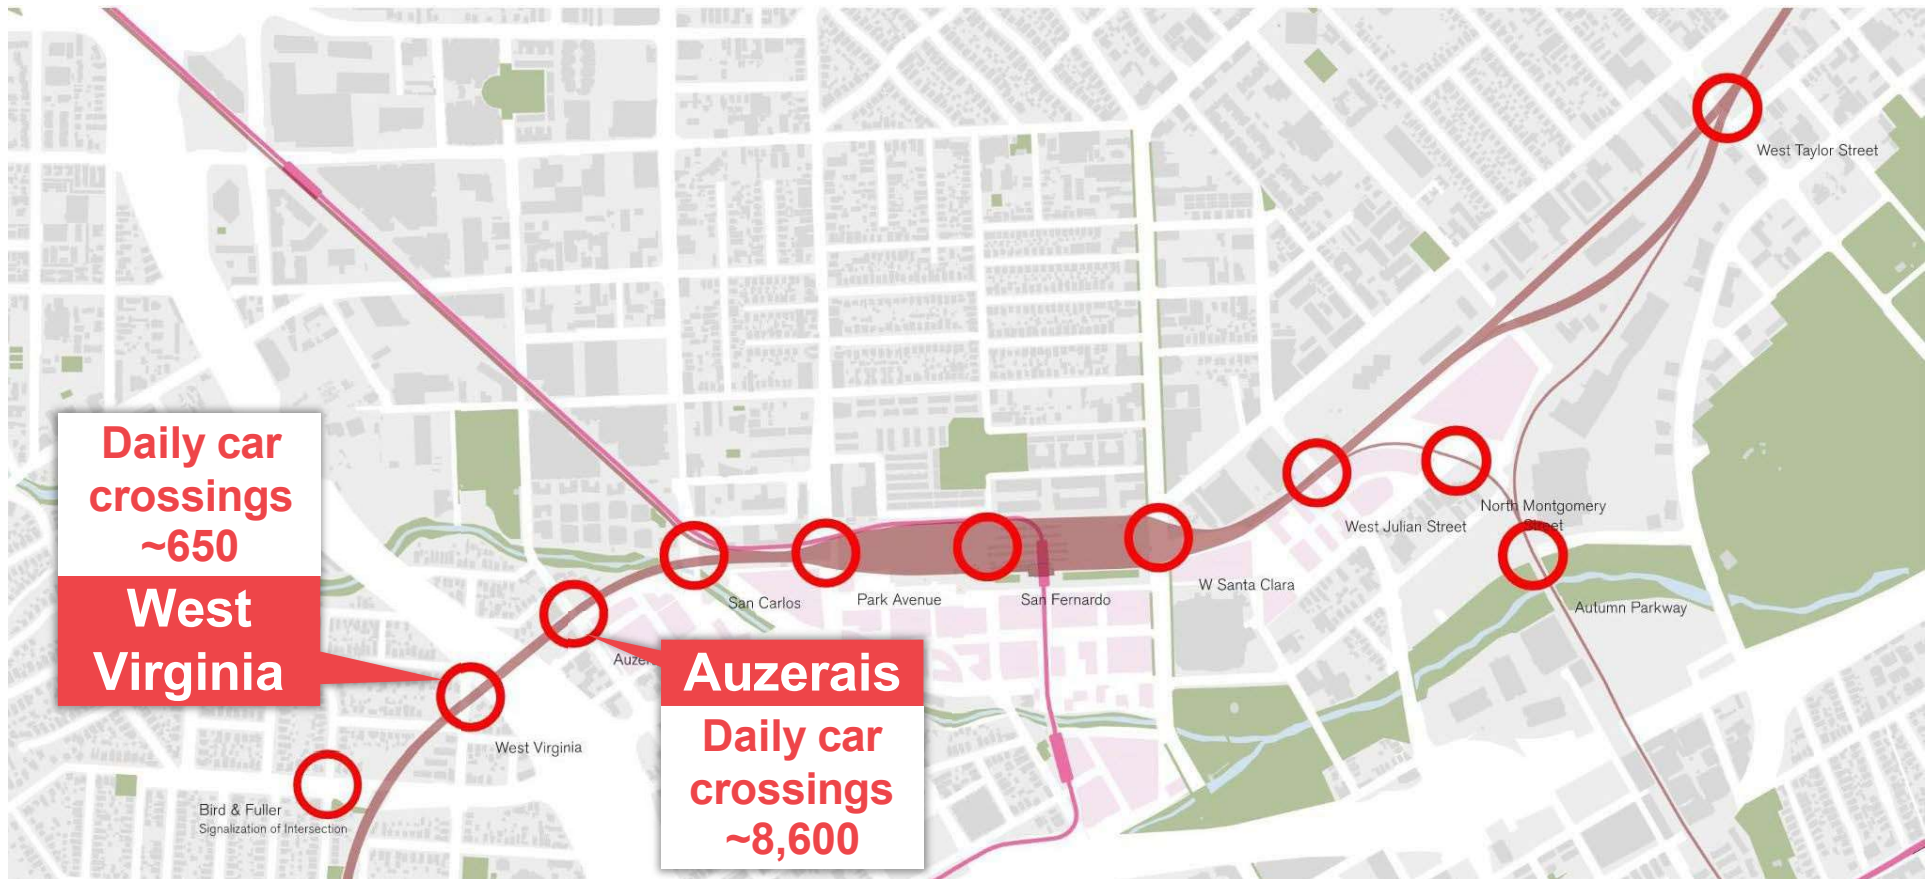 West Taylor Street
Daily car
crossings
~650
West
Virginia
North Montgomery
Street
West Julian Street
W Santa Clara
San Carlos
Park Avenue
San Fernardo
Autumn Parkway
Auzerais
Daily car
crossings
~8,600
West Virginia
Bird & Fuller
Signalization of Intersection